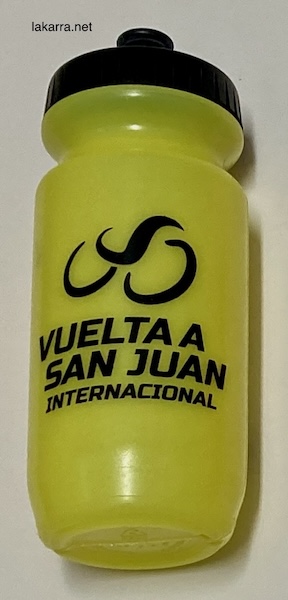 lakarra.net
VUELTA A
SAN JUAN
INTERNACIONAL